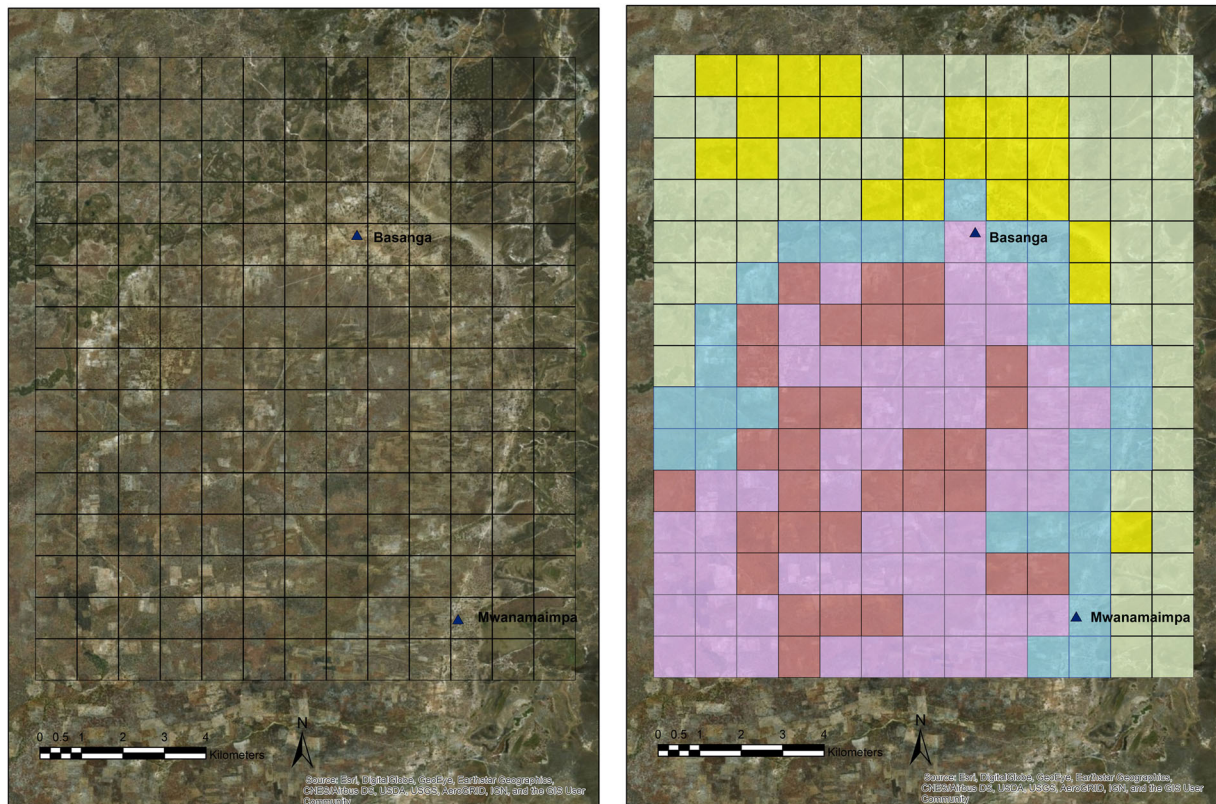 Basanga
Mwanamaimpa
N
0 0.5 1 2 3 4
Kilometers
Source: Esri, DigitalGlobe, GeoEye, Earthstar Geographics,
CNES/Airbus DS, USDA, USGS, AeroGRID, IGN, and the GIS User
Community
Basanga
Mwanamaimpa
N
0 0.5 1 2 3 4
Kilometers
Source: Esri, DigitalGlobe, GeoEye, Earthstar Geographics,
CNES/Airbus DS, USDA, USGS, AeroGRID, IGN, and the GIS User
Community